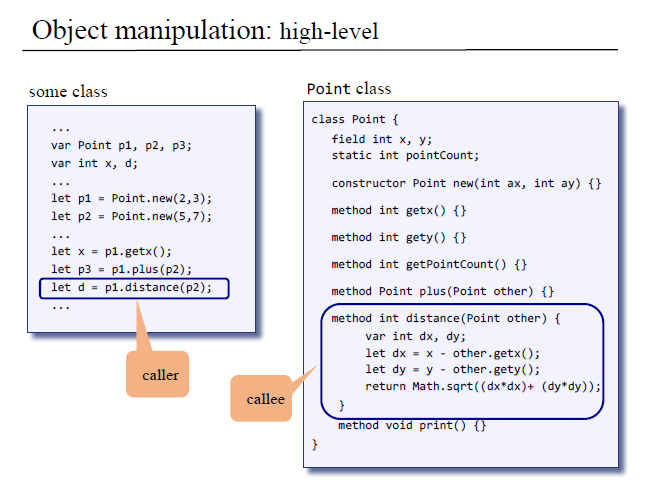 Object manipulation: high-level
some class
...
var Point p1, p2, p3;
var int x, d;
...
let p1 = Point.new(2,3);
let p2 = Point.new(5,7);
...
let x = p1.getx();
let p3 = p1.plus(p2);
let d = p1.distance(p2);
...
caller
Point class
class Point {
field int x, y;
static int pointCount;
constructor Point new(int ax, int ay) {}
method int getx() {}
method int gety() {}
method int getPointCount() {}
method Point plus(Point other) {}
method int distance(Point other) {
var int dx, dy;
let dx = x - other.getx();
let dy = y - other.gety();
return Math.sqrt((dx*dx)+ (dy*dy));
}
method void print() {}
}
callee